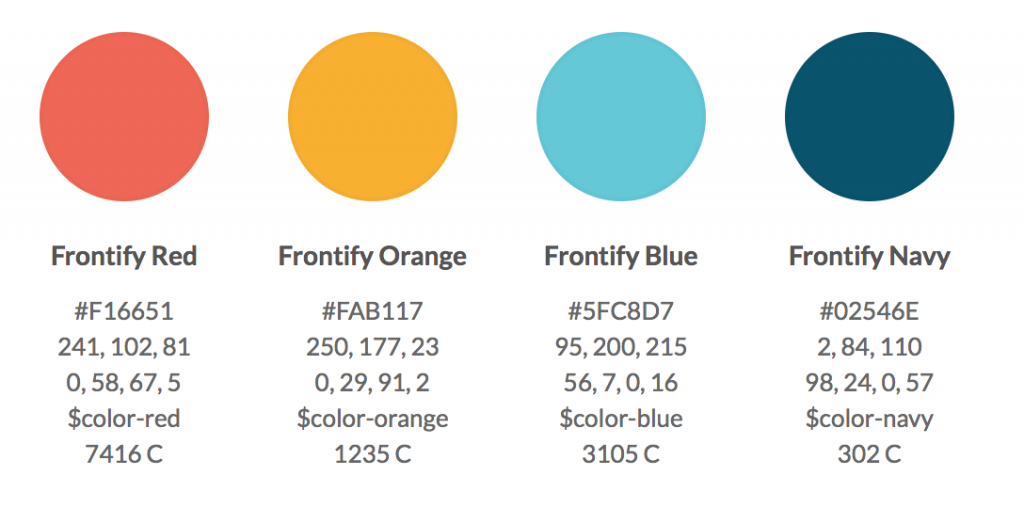 Frontify Red
#F16651
241, 102, 81
0, 58, 67, 5
$color-red
7416 C
Frontify Orange
#FAB117
250, 177, 23
0, 29, 91, 2
$color-orange
1235 C
Frontify Blue
#5FC8D7
95, 200, 215
56, 7, 0, 16
$color-blue
3105 C
Frontify Navy
#02546E
2, 84, 110
98, 24, 0, 57
$color-navy
302 C